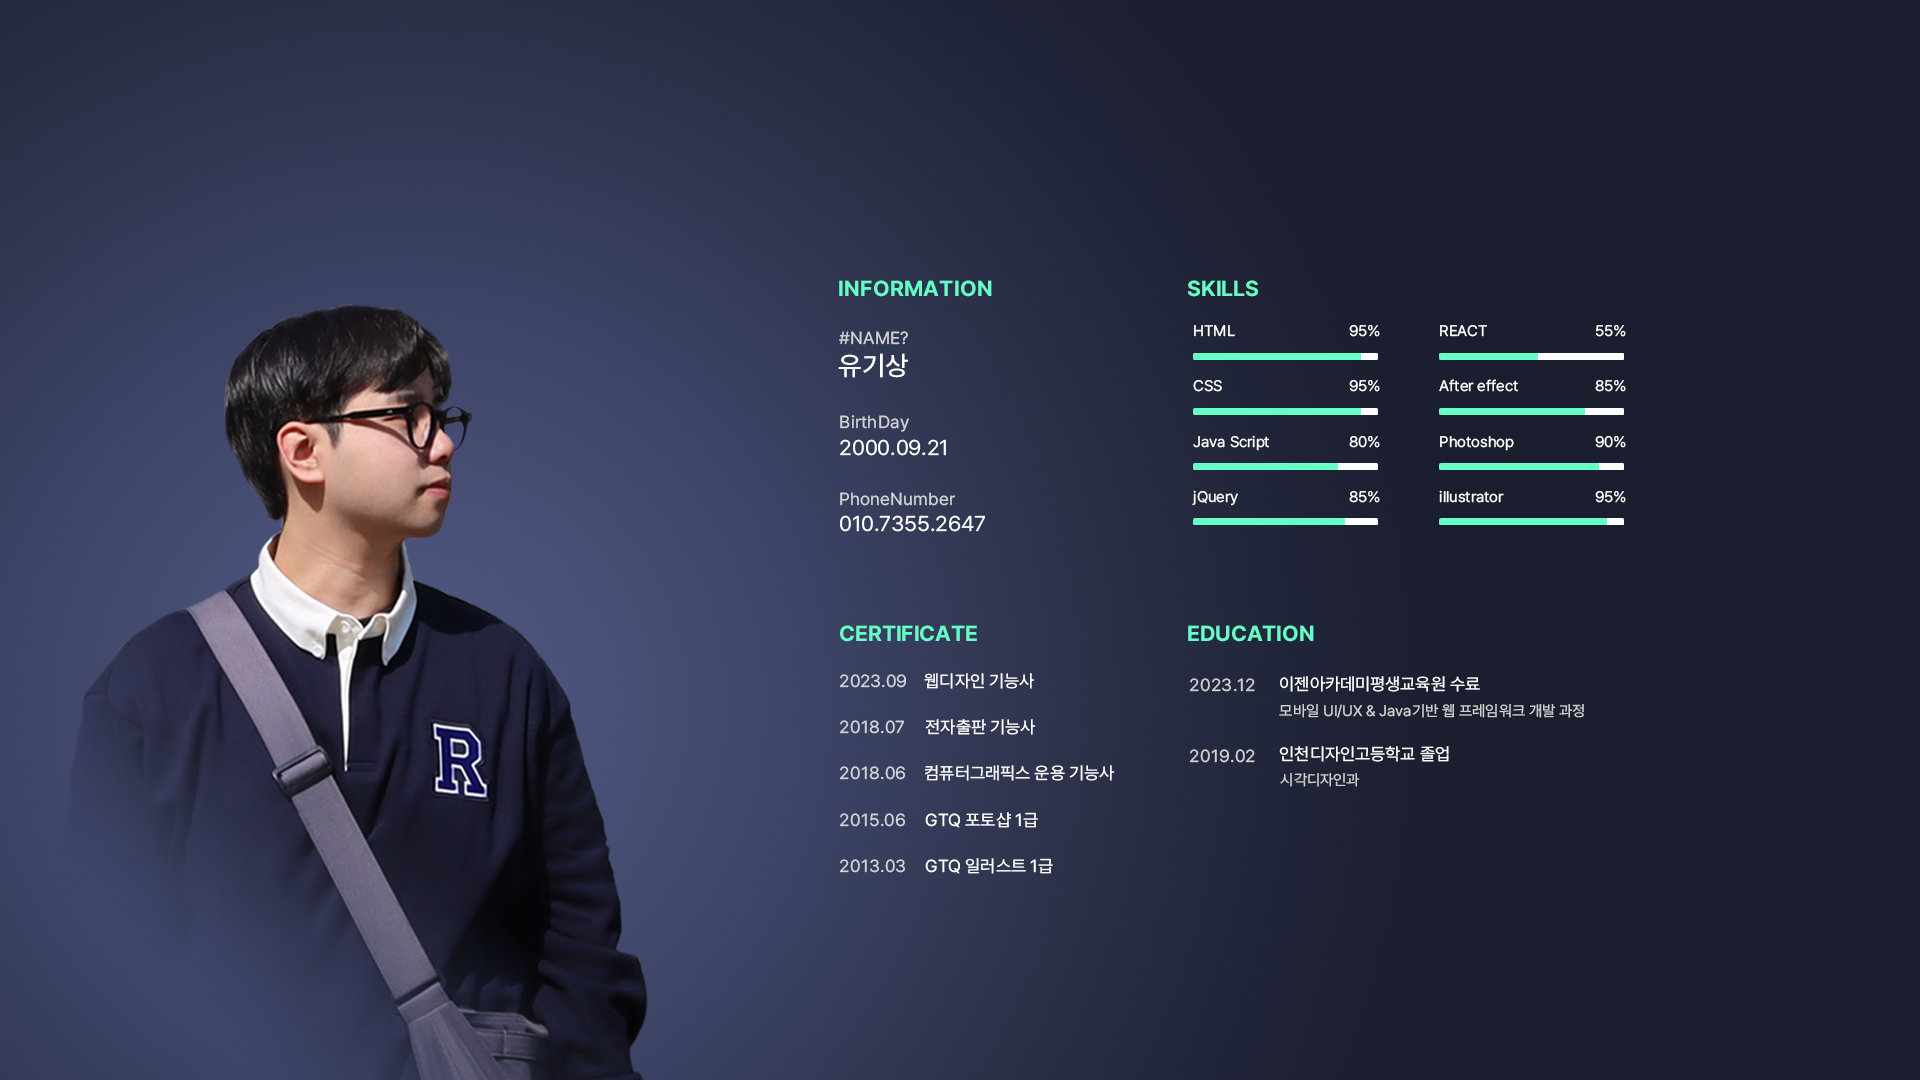 INFORMATION
#NAME?
유기상
BirthDay
2000.09.21
PhoneNumber
010.7355.2647
SKILLS
HTML 95%
CSS 95%
Java Script 80%
jQuery 85%
REACT 55%
After effect 85%
Photoshop 90%
illustrator 95%
CERTIFICATE
2023.09 웹디자인 기능사
2018.07 전자출판 기능사
2018.06 컴퓨터그래픽스 운용 기능사
2015.06 GTQ 포토샵 1급
2013.03 GTQ 일러스트 1급
EDUCATION
2023.12 이젠아카데미평생교육원 수료
모바일 UI/UX & Java기반 웹 프레임워크 개발 과정
2019.02 인천디자인고등학교 졸업
시각디자인과
R